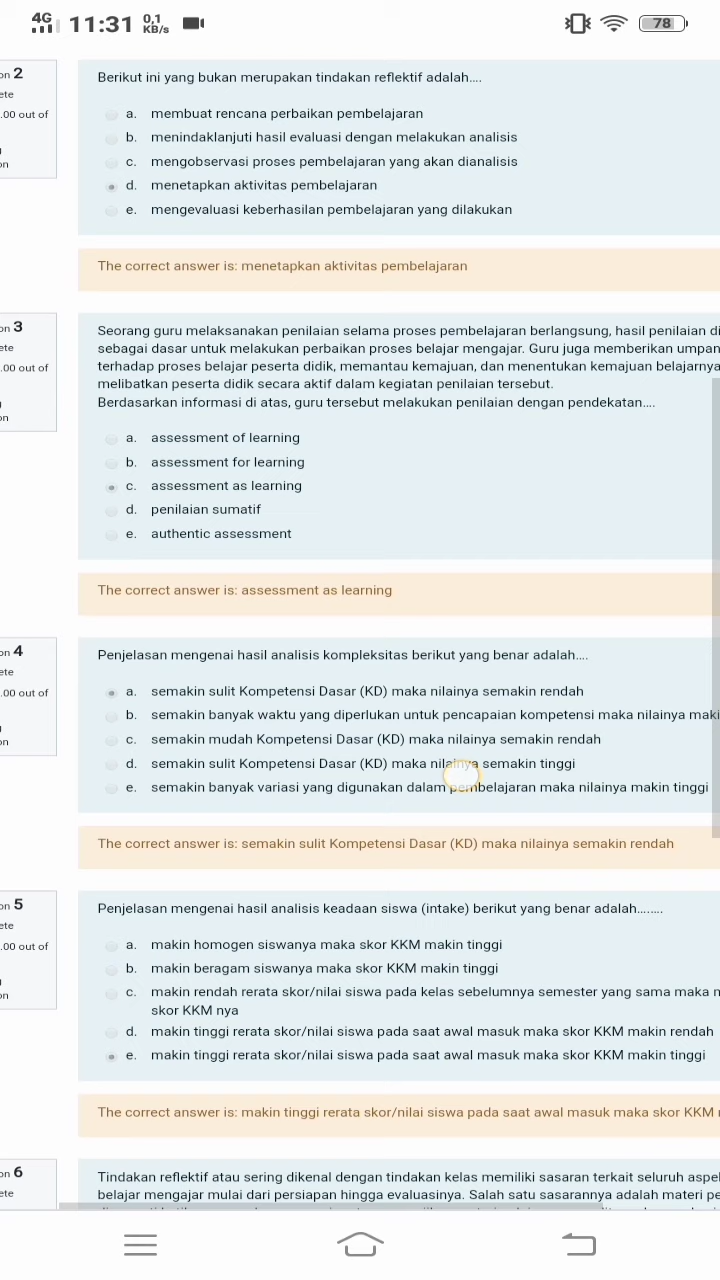 4G 11:31 0,1 KB/s 78
on 2
ete
.00 out of
on
Berikut ini yang bukan merupakan tindakan reflektif adalah....
a. membuat rencana perbaikan pembelajaran
b. menindaklanjuti hasil evaluasi dengan melakukan analisis
c. mengobservasi proses pembelajaran yang akan dianalisis
d. menetapkan aktivitas pembelajaran
e. mengevaluasi keberhasilan pembelajaran yang dilakukan
The correct answer is: menetapkan aktivitas pembelajaran
on 3
ete
.00 out of
on
Seorang guru melaksanakan penilaian selama proses pembelajaran berlangsung, hasil penilaian di
sebagai dasar untuk melakukan perbaikan proses belajar mengajar. Guru juga memberikan umpan
terhadap proses belajar peserta didik, memantau kemajuan, dan menentukan kemajuan belajarnya
melibatkan peserta didik secara aktif dalam kegiatan penilaian tersebut.
Berdasarkan informasi di atas, guru tersebut melakukan penilaian dengan pendekatan....
a. assessment of learning
b. assessment for learning
c. assessment as learning
d. penilaian sumatif
e. authentic assessment
The correct answer is: assessment as learning
on 4
ete
.00 out of
on
Penjelasan mengenai hasil analisis kompleksitas berikut yang benar adalah....
a. semakin sulit Kompetensi Dasar (KD) maka nilainya semakin rendah
b. semakin banyak waktu yang diperlukan untuk pencapaian kompetensi maka nilainya maki
c. semakin mudah Kompetensi Dasar (KD) maka nilainya semakin rendah
d. semakin sulit Kompetensi Dasar (KD) maka nilainya semakin tinggi
e. semakin banyak variasi yang digunakan dalam pembelajaran maka nilainya makin tinggi
The correct answer is: semakin sulit Kompetensi Dasar (KD) maka nilainya semakin rendah
on 5
ete
.00 out of
on
Penjelasan mengenai hasil analisis keadaan siswa (intake) berikut yang benar adalah........
a. makin homogen siswanya maka skor KKM makin tinggi
b. makin beragam siswanya maka skor KKM makin tinggi
c. makin rendah rerata skor/nilai siswa pada kelas sebelumnya semester yang sama maka
skor KKM nya
d. makin tinggi rerata skor/nilai siswa pada saat awal masuk maka skor KKM makin rendah
e. makin tinggi rerata skor/nilai siswa pada saat awal masuk maka skor KKM makin tinggi
The correct answer is: makin tinggi rerata skor/nilai siswa pada saat awal masuk maka skor KKM
on 6
ete
Tindakan reflektif atau sering dikenal dengan tindakan kelas memiliki sasaran terkait seluruh aspe
belajar mengajar mulai dari persiapan hingga evaluasinya. Salah satu sasarannya adalah materi pe